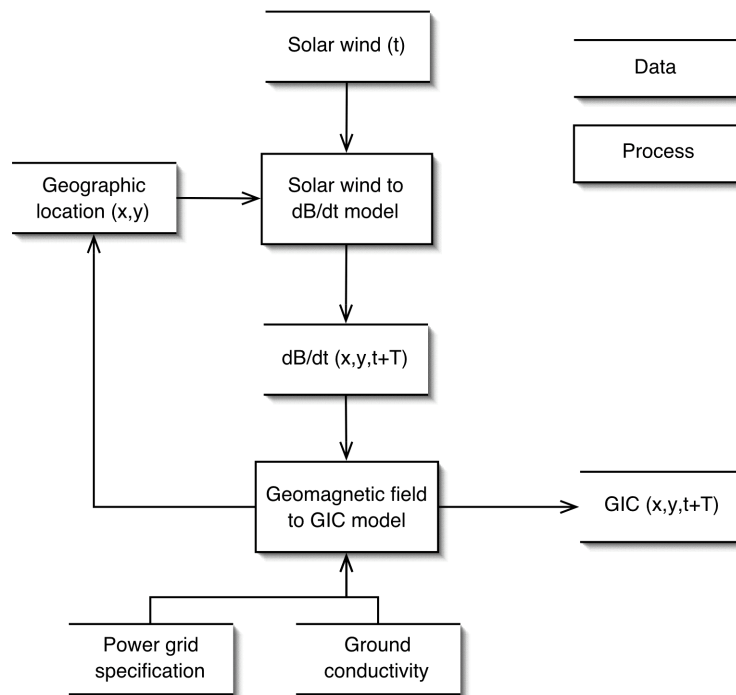 Solar wind (t)
Data
Process
Geographic
location (x,y)
Solar wind to
dB/dt model
dB/dt (x,y,t+T)
Geomagnetic field
to GIC model
GIC (x,y,t+T)
Power grid
specification
Ground
conductivity